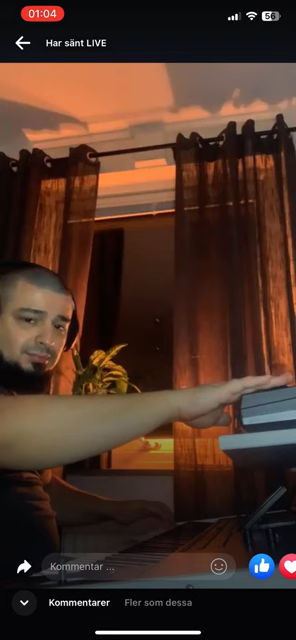 01:04
56
Har sänt LIVE
Kommentar ...
Kommentarer
Fler som dessa